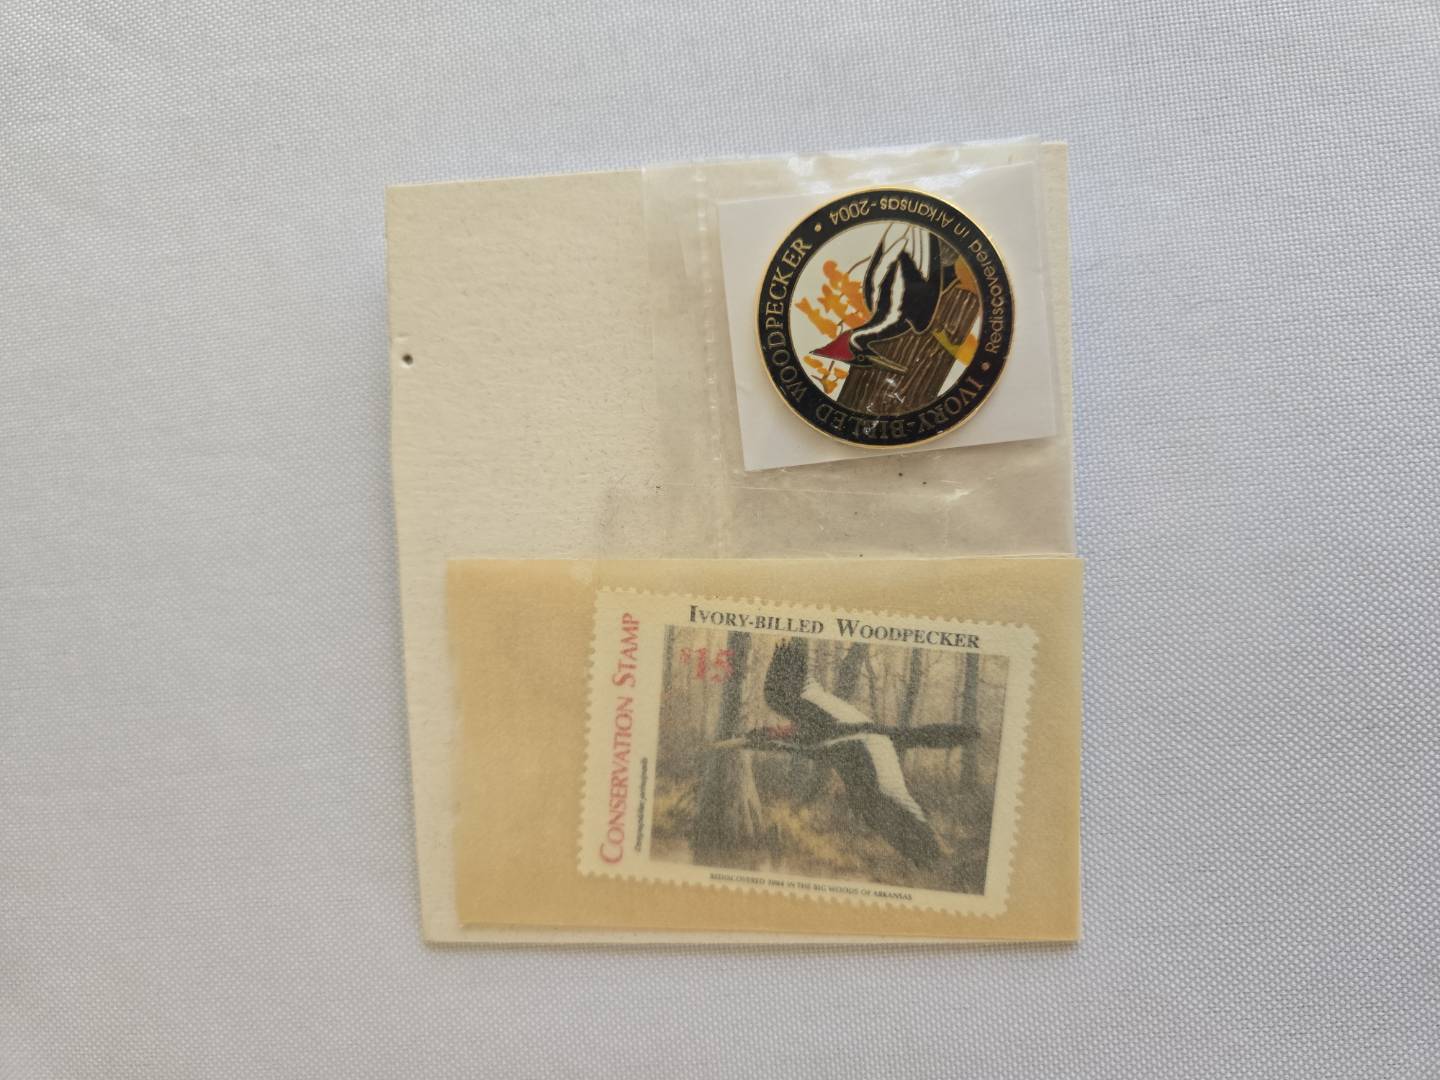 IVORY-BILLED WOODPECKER •
Rediscovered in Arkansas-2004 •
IVORY-BILLED WOODPECKER
$15
CONSERVATION STAMP
REDISCOVERED 2004 IN THE BIG WOODS OF ARKANSAS